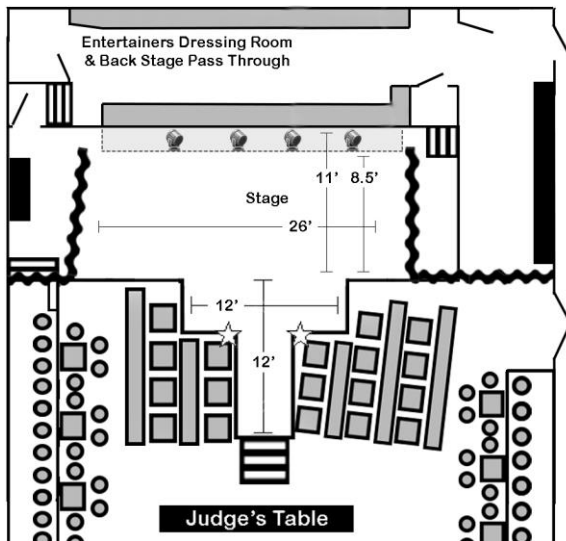 Entertainers Dressing Room
& Back Stage Pass Through
11’
8.5’
Stage
26’
12’
12’
Judge’s Table